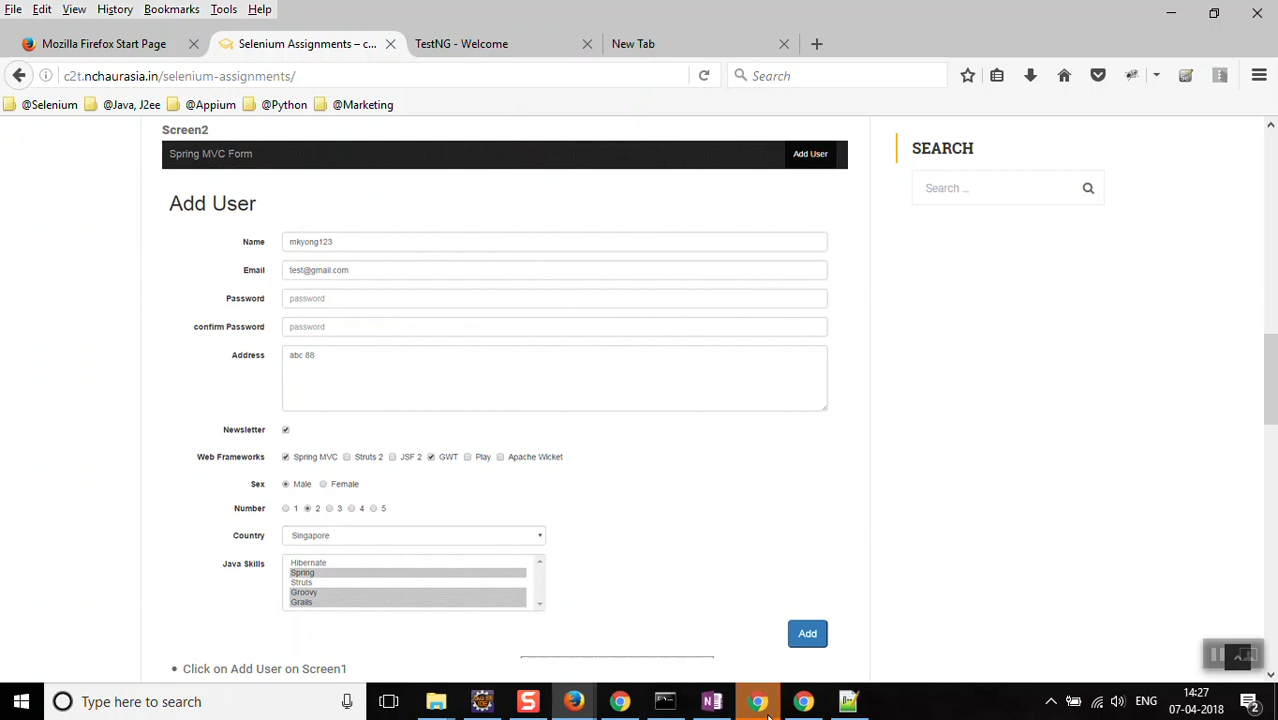 File Edit View History Bookmarks Tools Help
Mozilla Firefox Start Page Selenium Assignments – c... TestNG - Welcome New Tab
c2t.nchaurasia.in/selenium-assignments/ Search
@Selenium @Java, J2ee @Appium @Python @Marketing
Screen2
Spring MVC Form Add User
Add User
Name mkyong123
Email test@gmail.com
Password password
confirm Password password
Address abc 88
Newsletter
Web Frameworks Spring MVC Struts 2 JSF 2 GWT Play Apache Wicket
Sex Male Female
Number 1 2 3 4 5
Country Singapore
Java Skills Hibernate
Spring
Struts
Groovy
Grails
Add
Click on Add User on Screen1
SEARCH
Search ...
Type here to search
ENG
14:27
07-04-2018
2